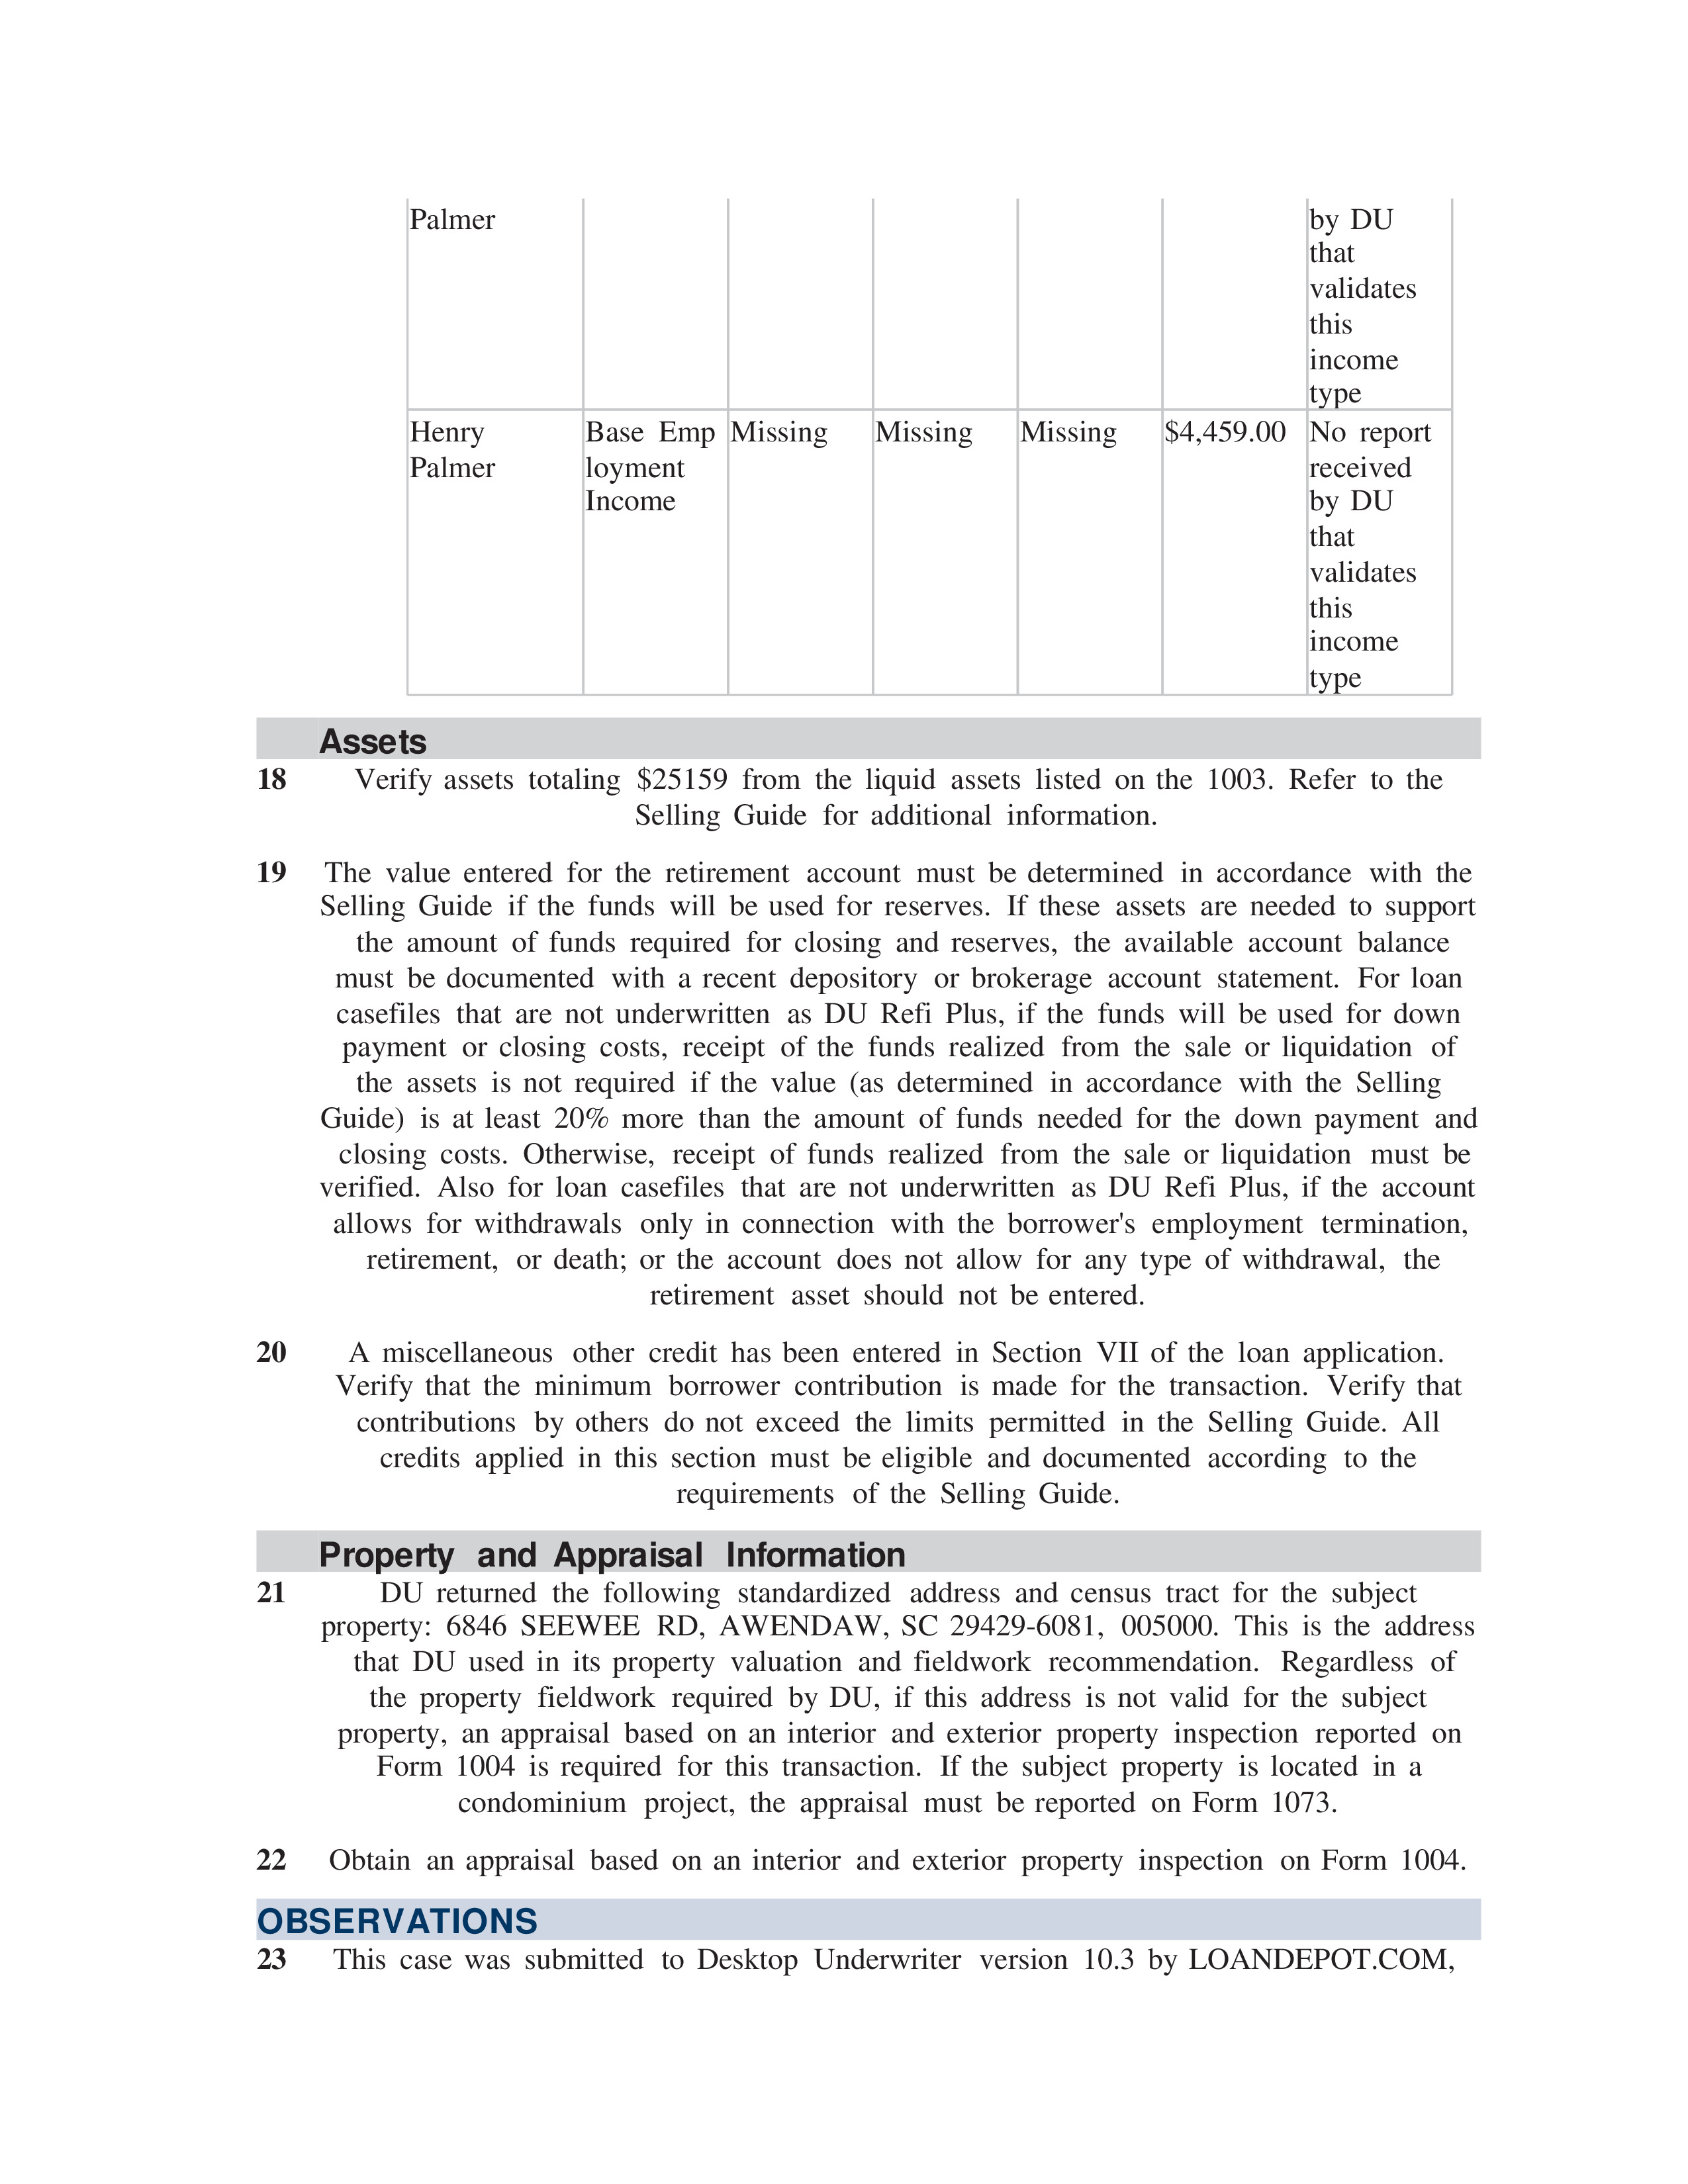 Palmer by DU
that
validates
this
income
type
Henry Base Emp Missing Missing Missing $4,459.00 No report
Palmer loyment received
Income by DU
that
validates
this
income
type
Assets
18 Verify assets totaling $25159 from the liquid assets listed on the 1003. Refer to the
Selling Guide for additional information.
19 The value entered for the retirement account must be determined in accordance with the
Selling Guide if the funds will be used for reserves. If these assets are needed to support
the amount of funds required for closing and reserves, the available account balance
must be documented with a recent depository or brokerage account statement. For loan
casefiles that are not underwritten as DU Refi Plus, if the funds will be used for down
payment or closing costs, receipt of the funds realized from the sale or liquidation of
the assets is not required if the value (as determined in accordance with the Selling
Guide) is at least 20% more than the amount of funds needed for the down payment and
closing costs. Otherwise, receipt of funds realized from the sale or liquidation must be
verified. Also for loan casefiles that are not underwritten as DU Refi Plus, if the account
allows for withdrawals only in connection with the borrower's employment termination,
retirement, or death; or the account does not allow for any type of withdrawal, the
retirement asset should not be entered.
20 A miscellaneous other credit has been entered in Section VII of the loan application.
Verify that the minimum borrower contribution is made for the transaction. Verify that
contributions by others do not exceed the limits permitted in the Selling Guide. All
credits applied in this section must be eligible and documented according to the
requirements of the Selling Guide.
Property and Appraisal Information
21 DU returned the following standardized address and census tract for the subject
property: 6846 SEEWEE RD, AWENDAW, SC 29429-6081, 005000. This is the address
that DU used in its property valuation and fieldwork recommendation. Regardless of
the property fieldwork required by DU, if this address is not valid for the subject
property, an appraisal based on an interior and exterior property inspection reported on
Form 1004 is required for this transaction. If the subject property is located in a
condominium project, the appraisal must be reported on Form 1073.
22 Obtain an appraisal based on an interior and exterior property inspection on Form 1004.
OBSERVATIONS
23 This case was submitted to Desktop Underwriter version 10.3 by LOANDEPOT.COM,